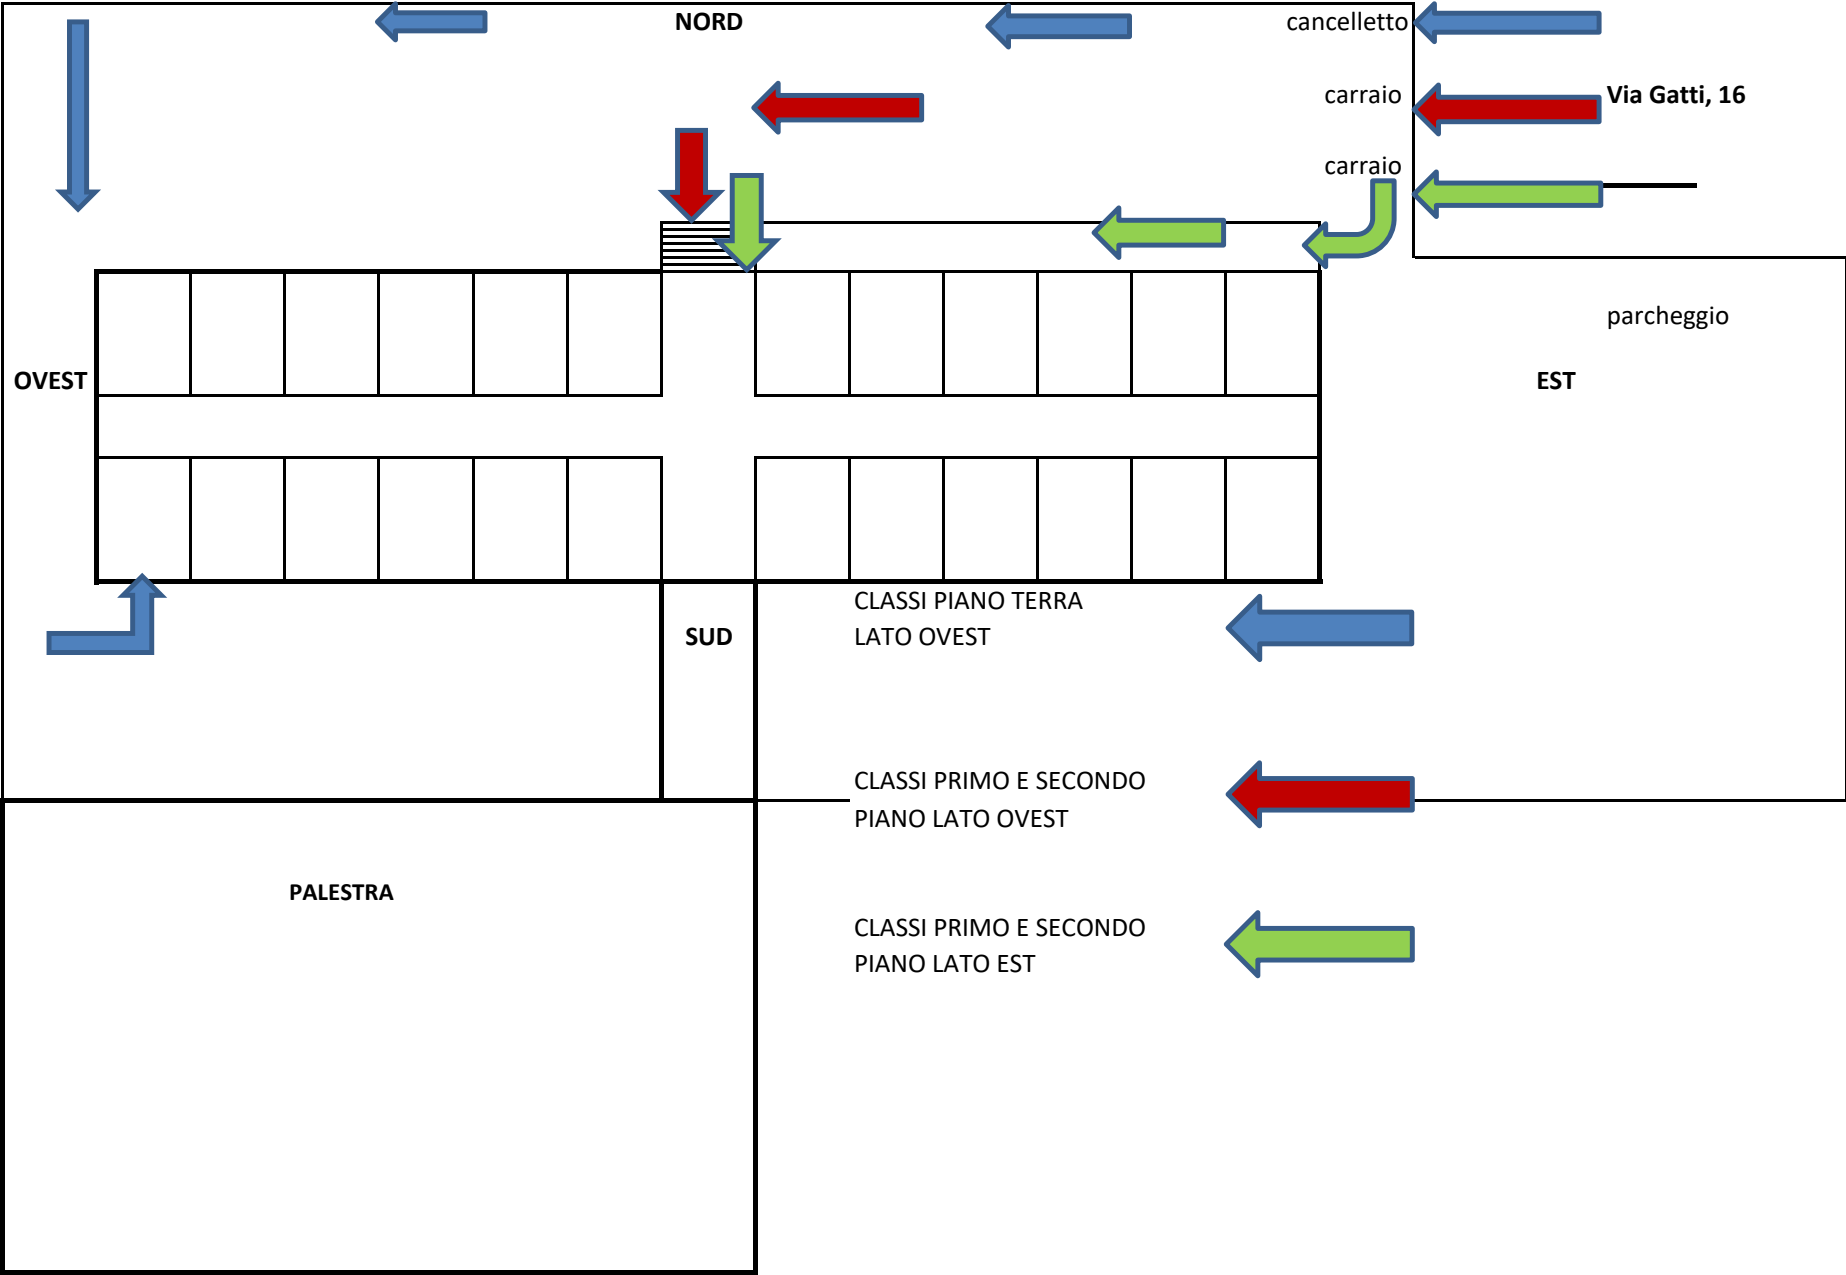 NORD
cancelletto
carraio
Via Gatti, 16
carraio
parcheggio
OVEST
EST
CLASSI PIANO TERRA
LATO OVEST
SUD
CLASSI PRIMO E SECONDO
PIANO LATO OVEST
PALESTRA
CLASSI PRIMO E SECONDO
PIANO LATO EST